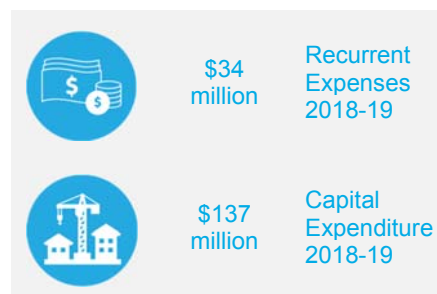 $
$
$34
million
Recurrent
Expenses
2018-19
$137
million
Capital
Expenditure
2018-19